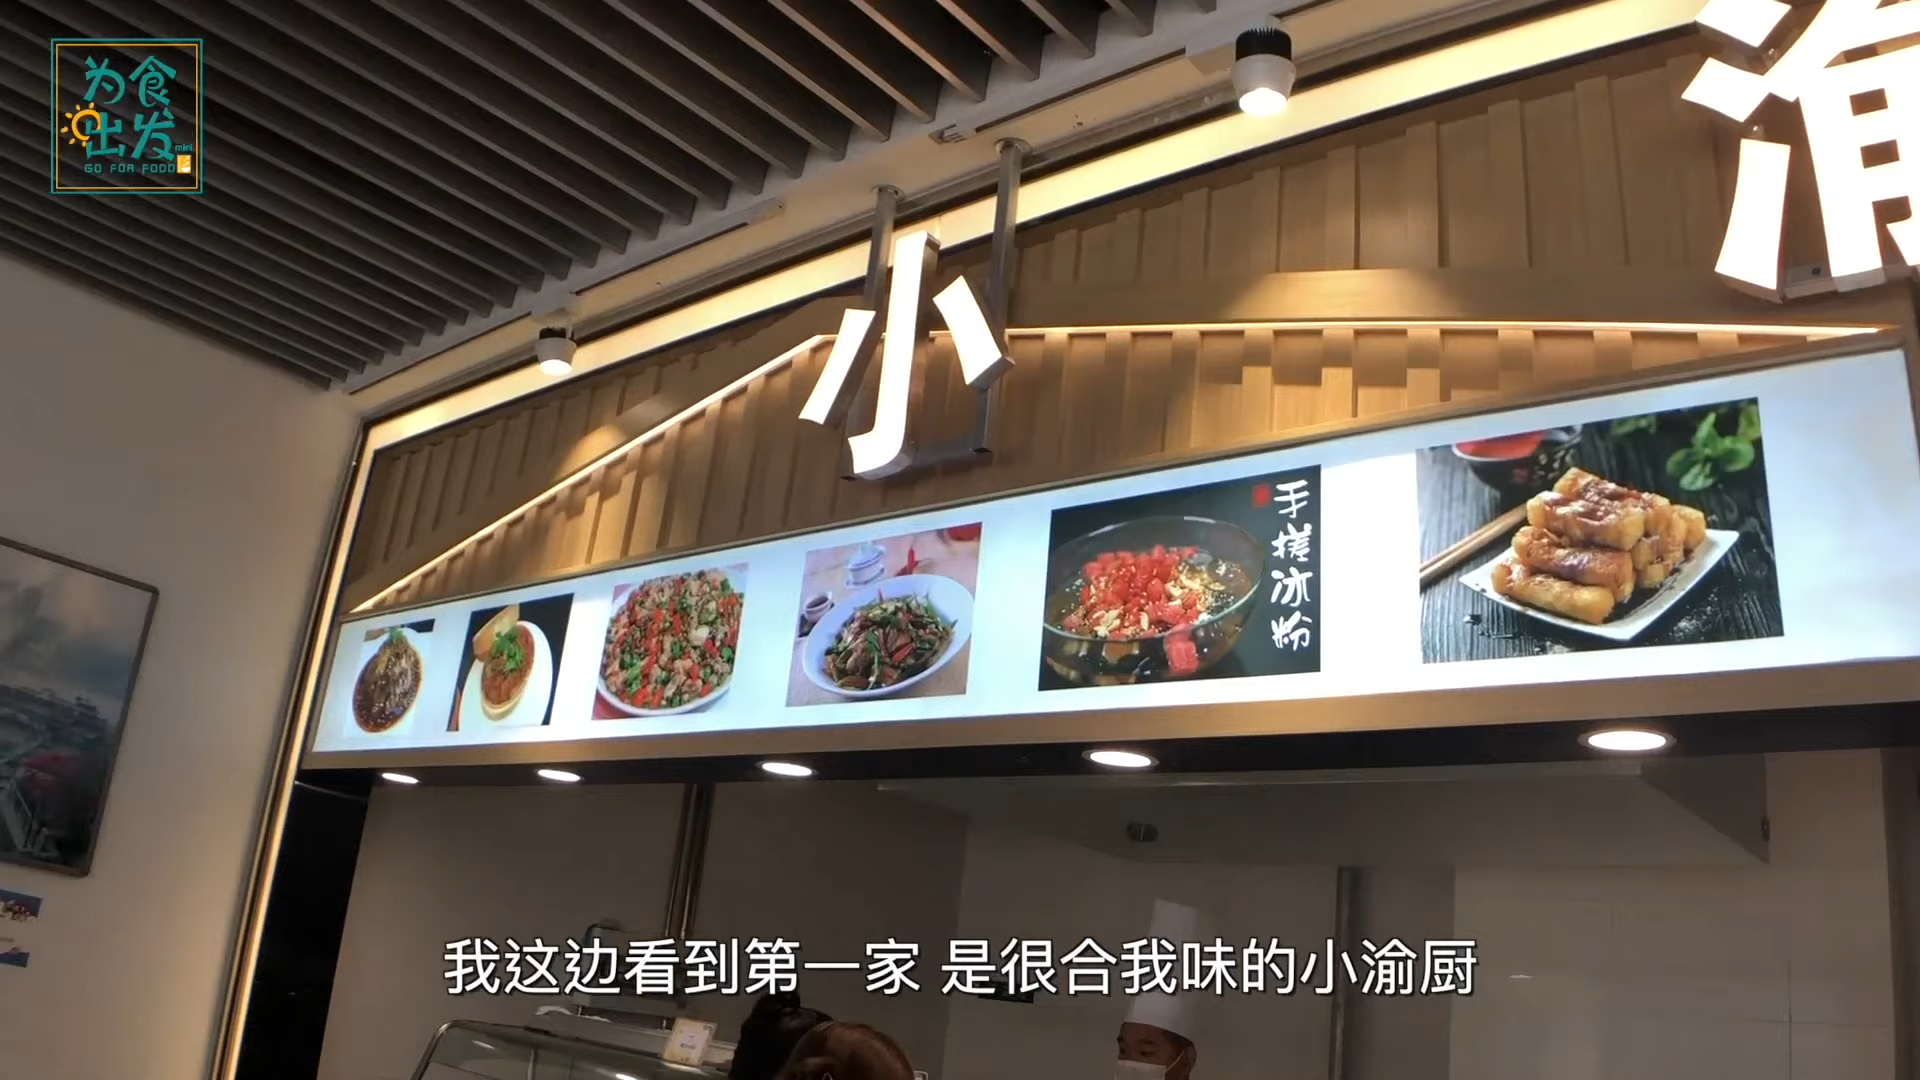 为食
出发
mini
GO FOR FOOD
小渝
手搓冰粉
我这边看到第一家 是很合我味的小渝厨